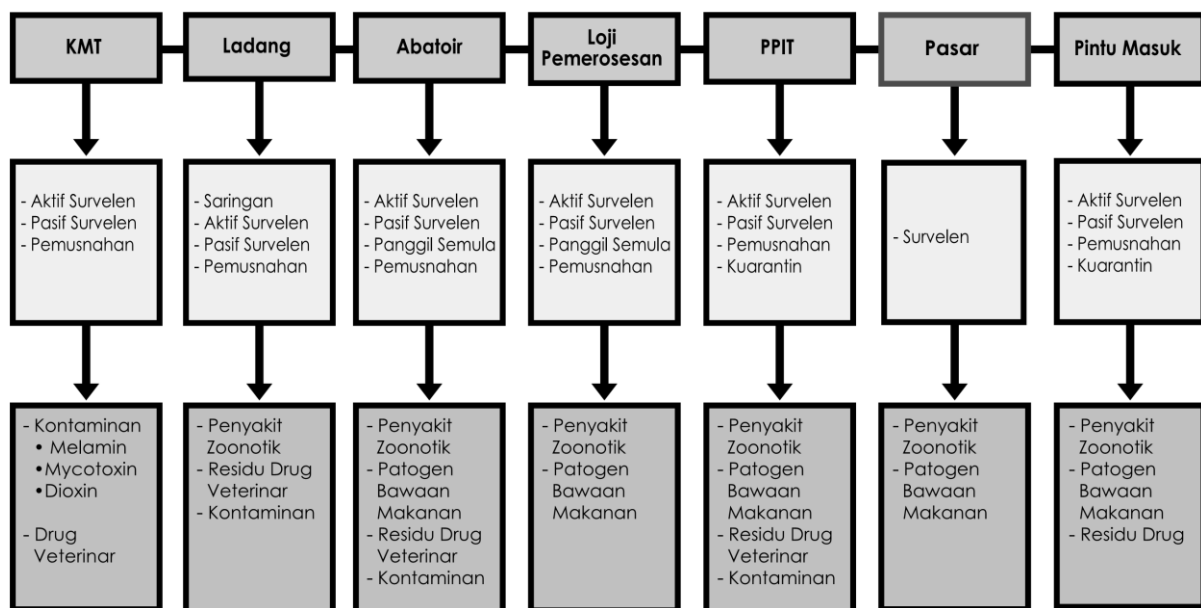 KMT
Ladang
Abatoir
Loji
Pemerosesan
PPIT
Pasar
Pintu Masuk
- Aktif Survelen
- Pasif Survelen
- Pemusnahan
- Saringan
- Aktif Survelen
- Pasif Survelen
- Pemusnahan
- Aktif Survelen
- Pasif Survelen
- Panggil Semula
- Pemusnahan
- Aktif Survelen
- Pasif Survelen
- Panggil Semula
- Pemusnahan
- Aktif Survelen
- Pasif Survelen
- Pemusnahan
- Kuarantin
- Survelen
- Aktif Survelen
- Pasif Survelen
- Pemusnahan
- Kuarantin
- Kontaminan
• Melamin
•Mycotoxin
•Dioxin
- Drug
Veterinar
- Penyakit
Zoonotik
- Residu Drug
Veterinar
- Kontaminan
- Penyakit
Zoonotik
- Patogen
Bawaan
Makanan
- Residu Drug
Veterinar
- Kontaminan
- Penyakit
Zoonotik
- Patogen
Bawaan
Makanan
- Penyakit
Zoonotik
- Patogen
Bawaan
Makanan
- Residu Drug
Veterinar
- Kontaminan
- Penyakit
Zoonotik
- Patogen
Bawaan
Makanan
- Penyakit
Zoonotik
- Patogen
Bawaan
Makanan
- Residu Drug